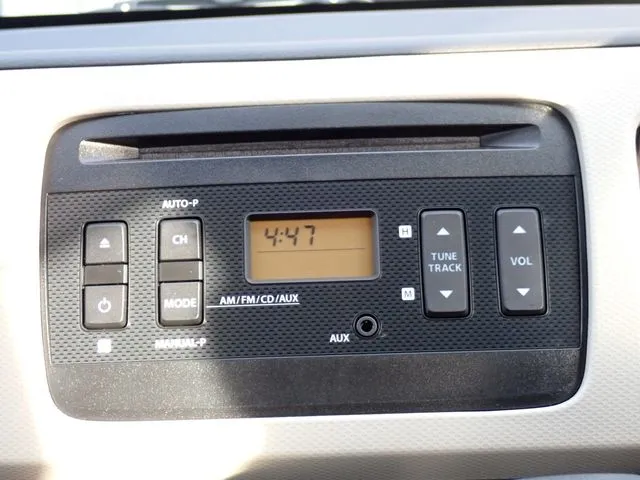 AUTO-P
CH
MODE
AM/FM/CD/AUX
MANUAL-P
4:47
AUX
H
M
TUNE
TRACK
VOL